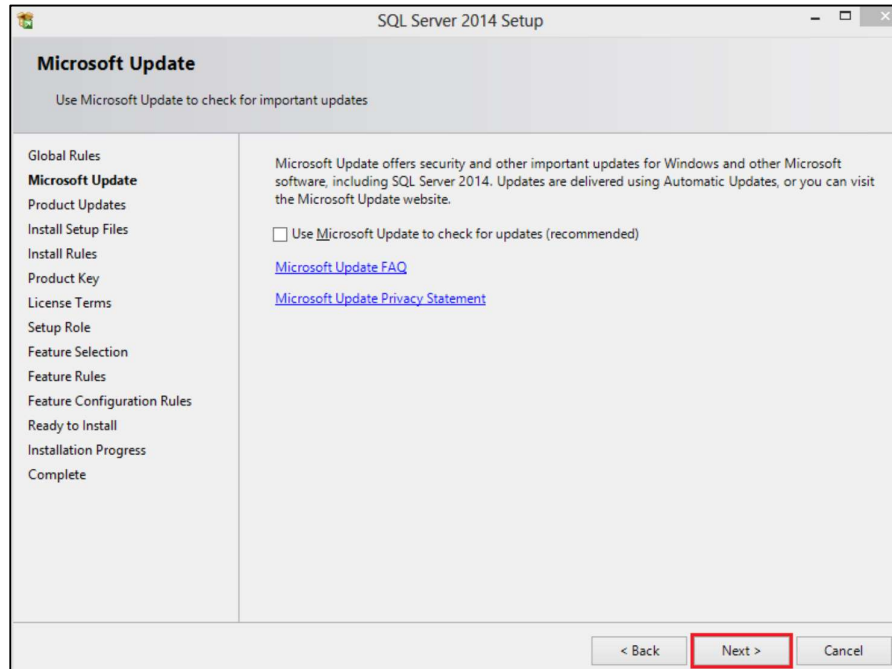 SQL Server 2014 Setup
Microsoft Update
Use Microsoft Update to check for important updates
Global Rules
Microsoft Update
Product Updates
Install Setup Files
Install Rules
Product Key
License Terms
Setup Role
Feature Selection
Feature Rules
Feature Configuration Rules
Ready to Install
Installation Progress
Complete
Microsoft Update offers security and other important updates for Windows and other Microsoft
software, including SQL Server 2014. Updates are delivered using Automatic Updates, or you can visit
the Microsoft Update website.
Use Microsoft Update to check for updates (recommended)
Microsoft Update FAQ
Microsoft Update Privacy Statement
< Back Next > Cancel